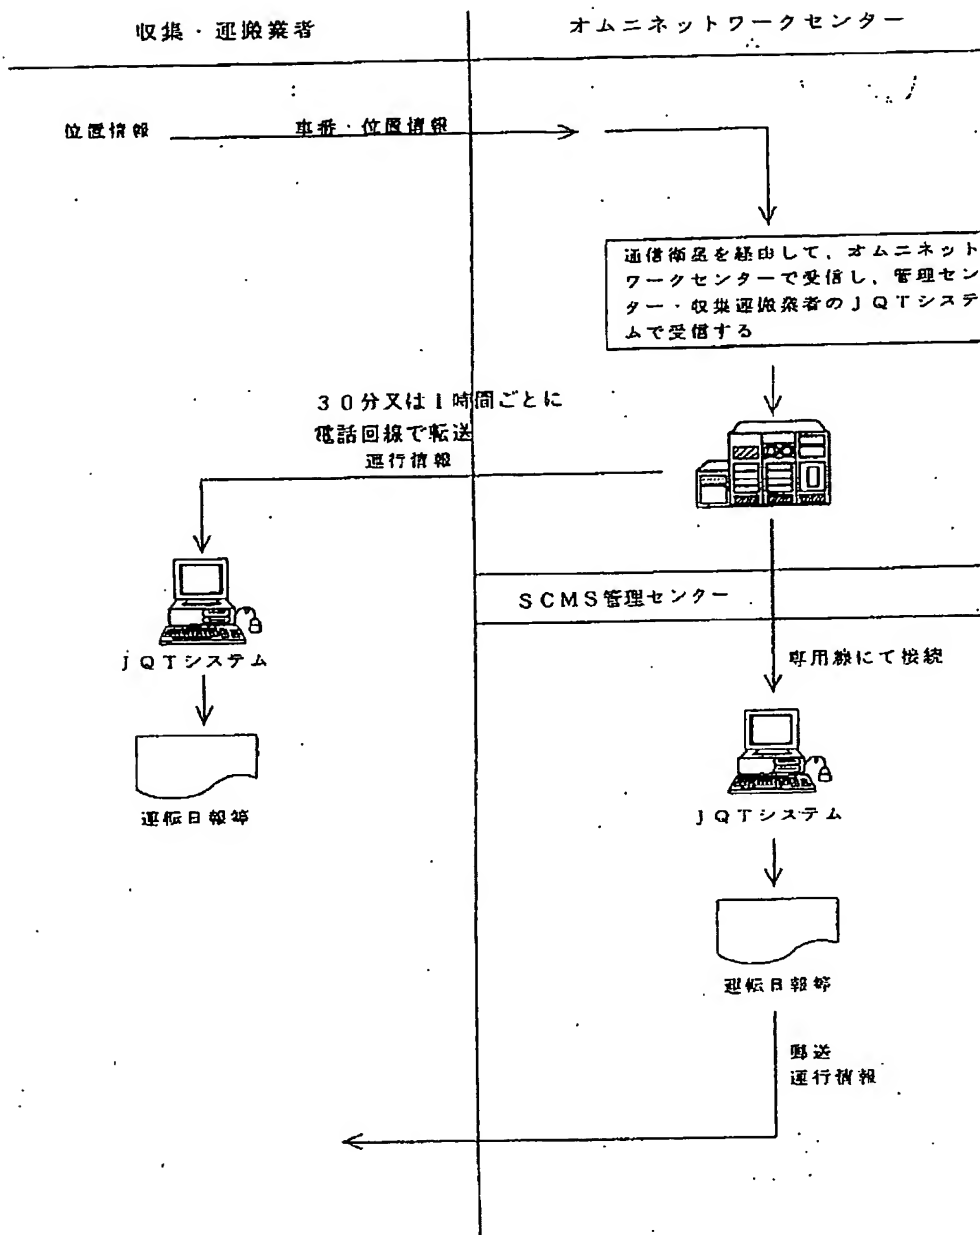 収集・運搬業者
オムニネットワークセンター
位置情報
車番・位置情報
通信衛星を経由して、オムニネット
ワークセンターで受信し、管理セン
ター・収集運搬業者のJQTシステ
ムで受信する
30分又は1時間ごとに
電話回線で転送
運行情報
SCMS管理センター
専用線にて接続
JQTシステム
運転日報等
JQTシステム
運転日報等
郵送
運行情報